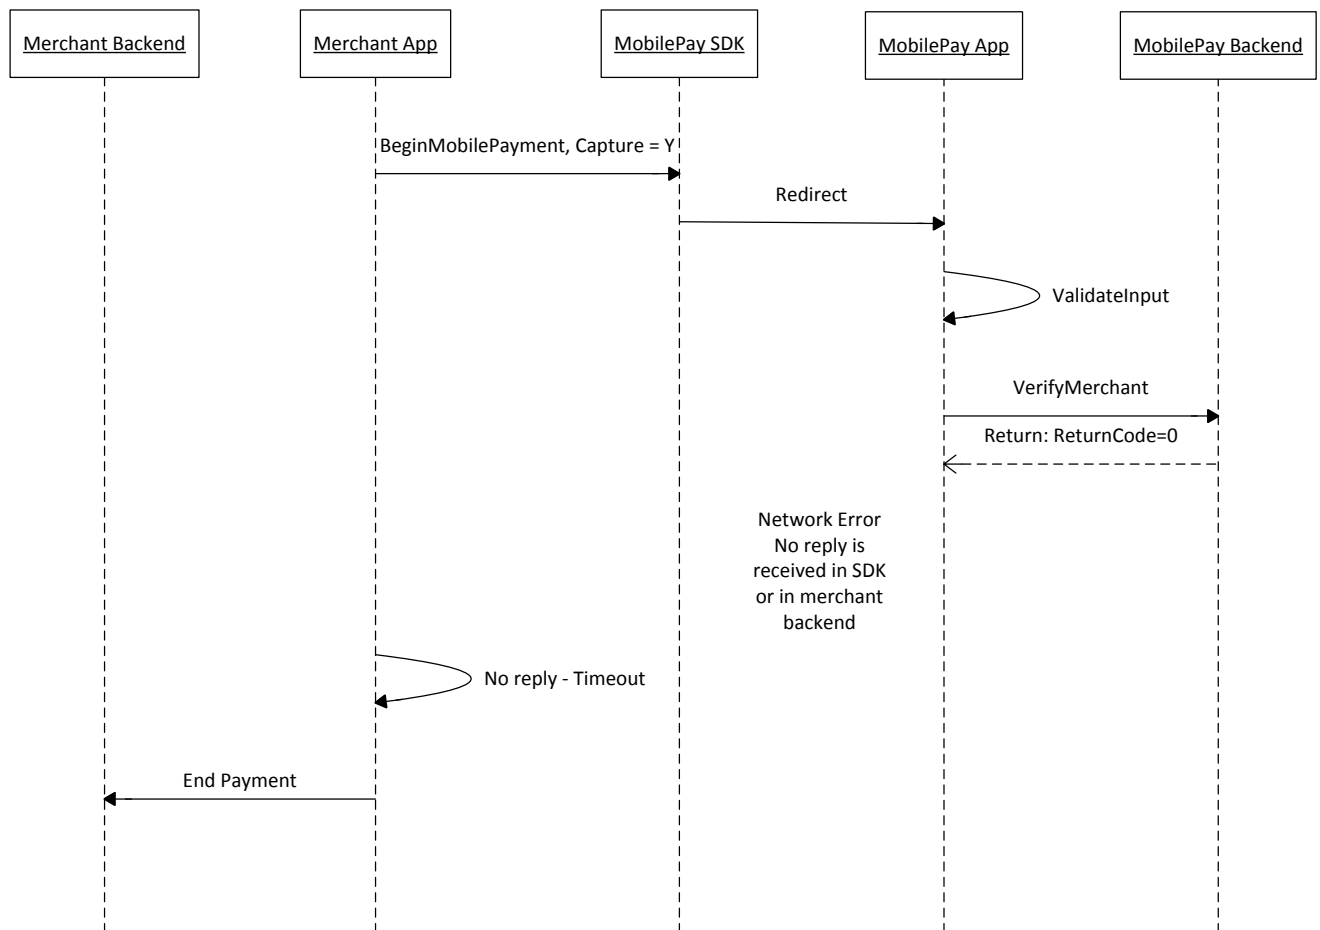 Merchant Backend
Merchant App
MobilePay SDK
MobilePay App
MobilePay Backend
BeginMobilePayment, Capture = Y
Redirect
ValidateInput
VerifyMerchant
Return: ReturnCode=0
Network Error
No reply is
received in SDK
or in merchant
backend
No reply - Timeout
End Payment